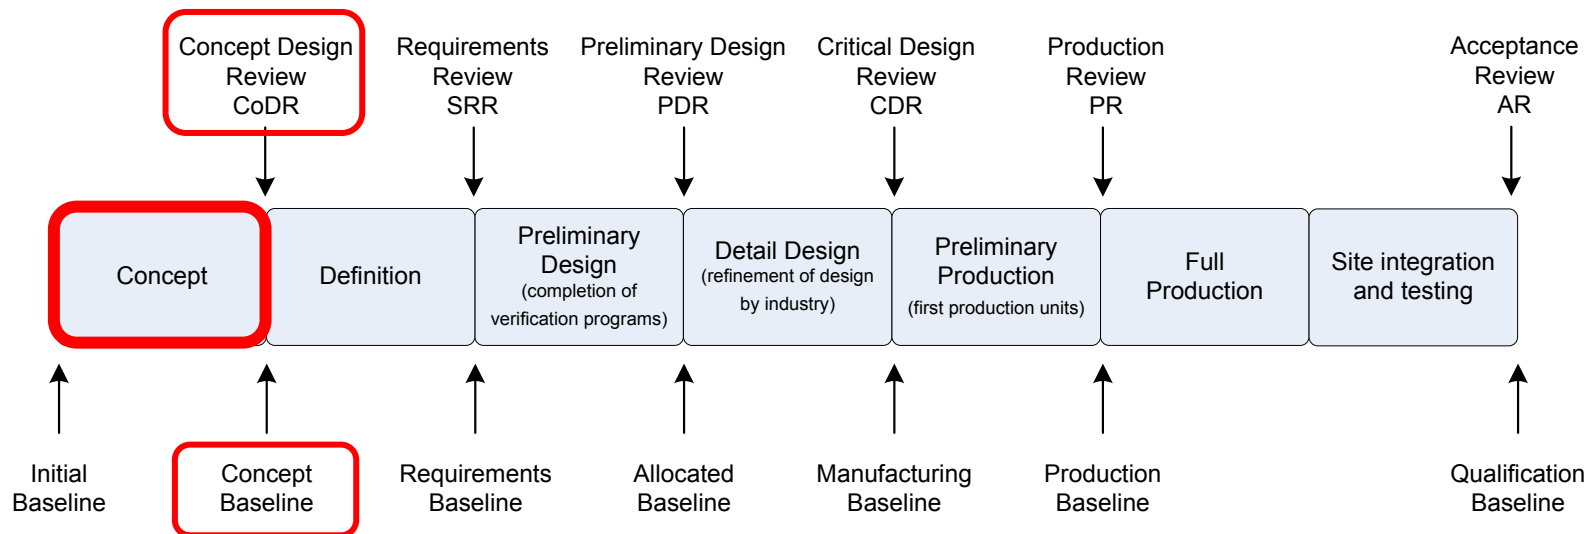 Concept Design
Review
CoDR
Requirements
Review
SRR
Preliminary Design
Review
PDR
Critical Design
Review
CDR
Production
Review
PR
Acceptance
Review
AR
Concept
Definition
Preliminary
Design
(completion of
verification programs)
Detail Design
(refinement of design
by industry)
Preliminary
Production
(first production units)
Full
Production
Site integration
and testing
Initial
Baseline
Concept
Baseline
Requirements
Baseline
Allocated
Baseline
Manufacturing
Baseline
Production
Baseline
Qualification
Baseline